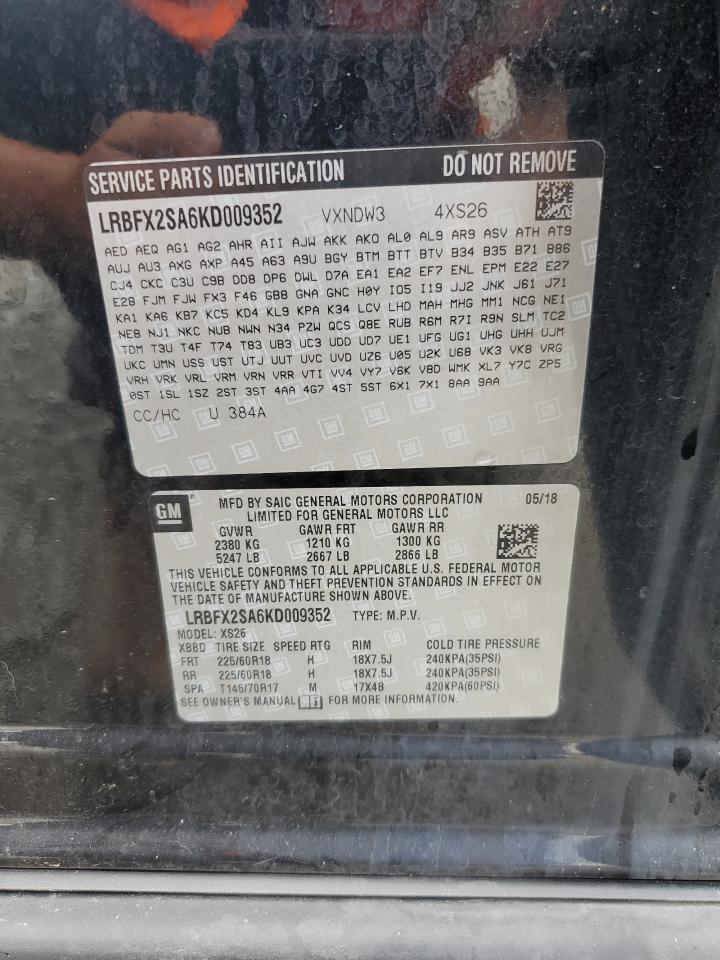 SERVICE PARTS IDENTIFICATION DO NOT REMOVE
LRBFX2SA6KD009352 VXNDW3 4XS26
AED AEQ AG1 AG2 AHR AII AJW AKK AKO AL0 AL9 AR9 ASV ATH AT9
AUJ AU3 AXG AXP A45 A63 A9U BGY BTM BTT BTV B34 B35 B71 B86
CJ4 CKC C3U C9B DD8 DP6 DWL D7A EA1 EA2 EF7 ENL EPM E22 E27
E28 FJM FJW FX3 F46 GB8 GNA GNC H0Y IO5 I19 JJ2 JNK J61 J71
KA1 KA6 KB7 KC5 KD4 KL9 KPA K34 LCV LHD MAH MHG MM1 NCG NEI
NE8 NJ1 NKC NUB NWN N34 PZW QCS Q8E RUB R6M R7I R9N SLM TC2
TDM T3U T4F T74 T83 UB3 UC3 UDD UD7 UE1 UFG UG1 UHG UHH UJM
UKC UMN USS UST UTJ UUT UVC UVD UZ6 U05 U2K U68 VK3 VK8 VRG
VRH VRK VRL VRM VRN VRR VTI VV4 VY7 V6K V8D WMK XL7 Y7C ZP5
0ST 1SL 1SZ 2ST 3ST 4AA 4G7 4ST 5ST 6X1 7X1 8AA 9AA
CC/HC U 384A
GM MFD BY SAIC GENERAL MOTORS CORPORATION 05/18
LIMITED FOR GENERAL MOTORS LLC
GVWR GAWR FRT GAWR RR
2380 KG 1210 KG 1300 KG
5247 LB 2667 LB 2866 LB
THIS VEHICLE CONFORMS TO ALL APPLICABLE U.S. FEDERAL MOTOR
VEHICLE SAFETY AND THEFT PREVENTION STANDARDS IN EFFECT ON
THE DATE OF MANUFACTURE SHOWN ABOVE.
LRBFX2SA6KD009352 TYPE: M.P.V.
MODEL: XS26
XBBD TIRE SIZE SPEED RTG RIM COLD TIRE PRESSURE
FRT 225/60R18 H 18X7.5J 240KPA(35PSI)
RR 225/60R18 H 18X7.5J 240KPA(35PSI)
SPA T145/70R17 M 17X4B 420KPA(60PSI)
SEE OWNER'S MANUAL FOR MORE INFORMATION.